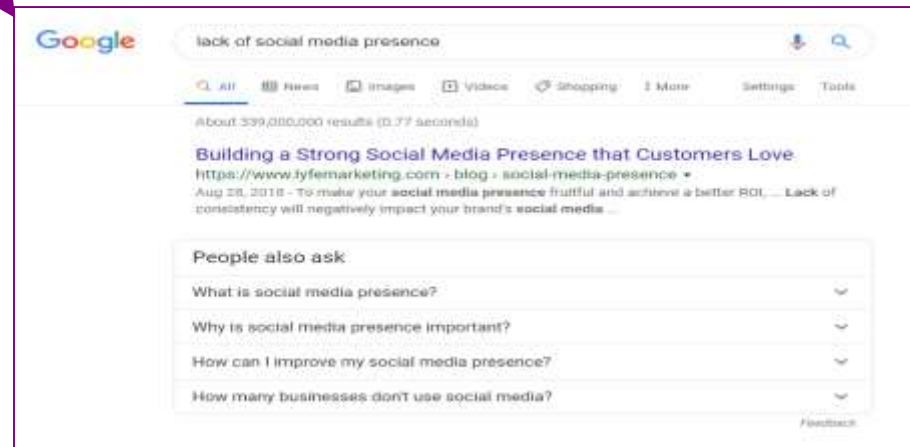 Google
lack of social media presence
All News Images Videos Shopping More Settings Tools
About 339,000,000 results (0.77 seconds)
Building a Strong Social Media Presence that Customers Love
https://www.lyfemarketing.com › blog › social-media-presence
Aug 28, 2018 - To make your social media presence fruitful and achieve a better ROI, ... Lack of
consistency will negatively impact your brand's social media ...
People also ask
What is social media presence?
Why is social media presence important?
How can I improve my social media presence?
How many businesses don't use social media?
Feedback